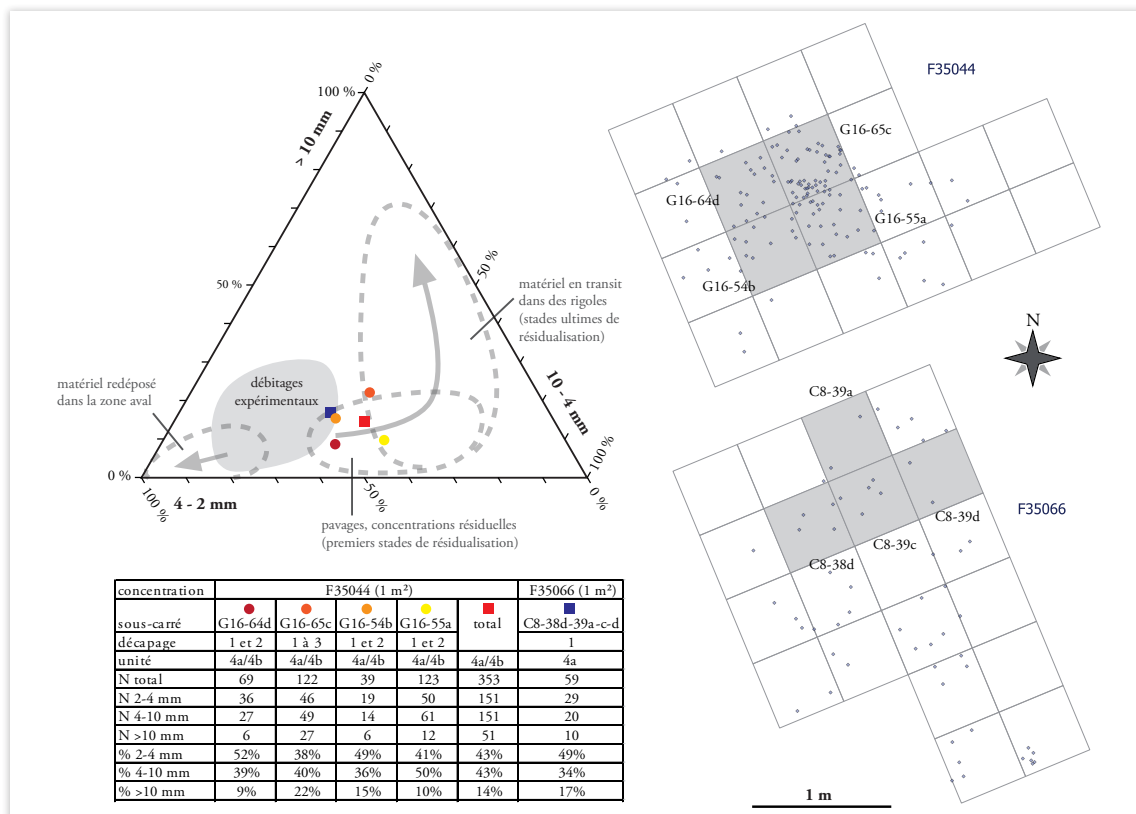 0 %
100 %
> 10 mm
50 %
50 %
matériel en transit
dans des rigoles
(stades ultimes de
résidualisation)
matériel redéposé
dans la zone aval
débitages
expérimentaux
10 - 4 mm
0 %
100 %
100 %
4 - 2 mm
50 %
0 %
pavages, concentrations résiduelles
(premiers stades de résidualisation)
F35044
G16-65c
G16-64d
G16-55a
G16-54b
N
C8-39a
F35066
C8-39d
C8-39c
C8-38d
1 m
concentration F35044 (1 m²) F35066 (1 m²)
sous-carré G16-64d G16-65c G16-54b G16-55a total C8-38d-39a-c-d
décapage 1 et 2 1 à 3 1 et 2 1 et 2 1
unité 4a/4b 4a/4b 4a/4b 4a/4b 4a/4b 4a
N total 69 122 39 123 353 59
N 2-4 mm 36 46 19 50 151 29
N 4-10 mm 27 49 14 61 151 20
N >10 mm 6 27 6 12 51 10
% 2-4 mm 52% 38% 49% 41% 43% 49%
% 4-10 mm 39% 40% 36% 50% 43% 34%
% >10 mm 9% 22% 15% 10% 14% 17%